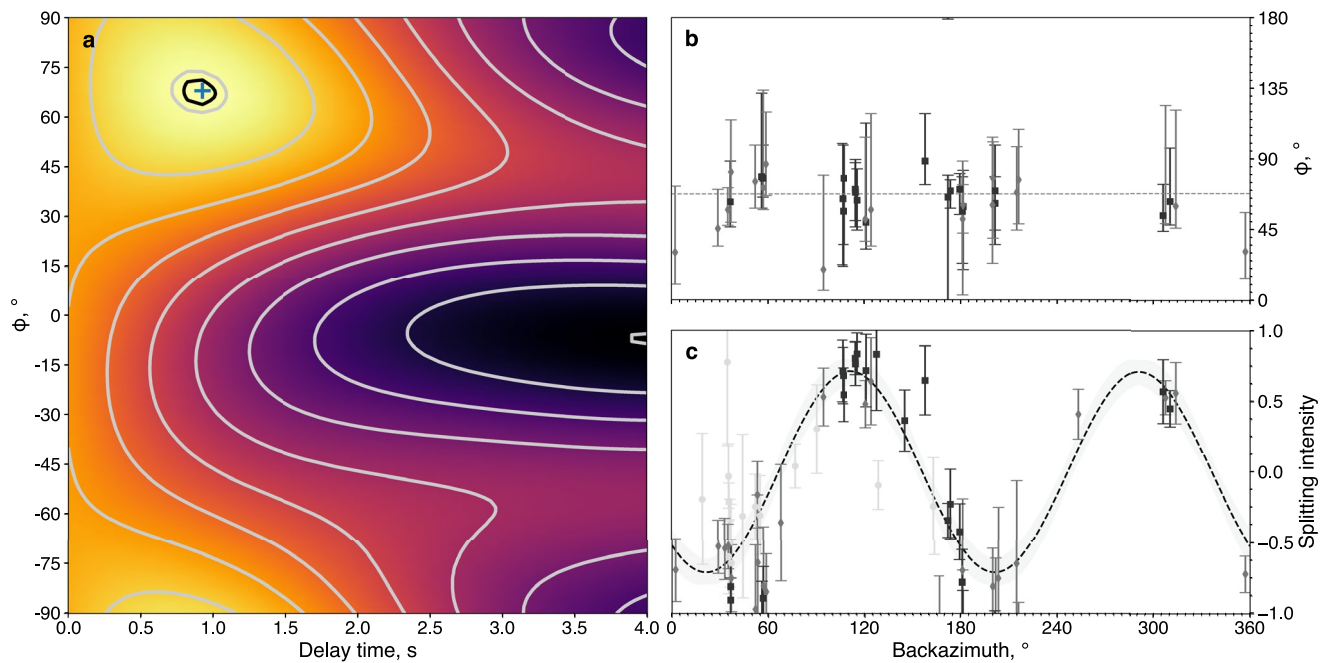 a
90
75
60
45
30
15
0
-15
-30
-45
-60
-75
-90
ϕ, °
0.0 0.5 1.0 1.5 2.0 2.5 3.0 3.5 4.0
Delay time, s
b
180
135
90
45
0
ϕ, °
c
1.0
0.5
0.0
−0.5
−1.0
Splitting intensity
0 60 120 180 240 300 360
Backazimuth, °